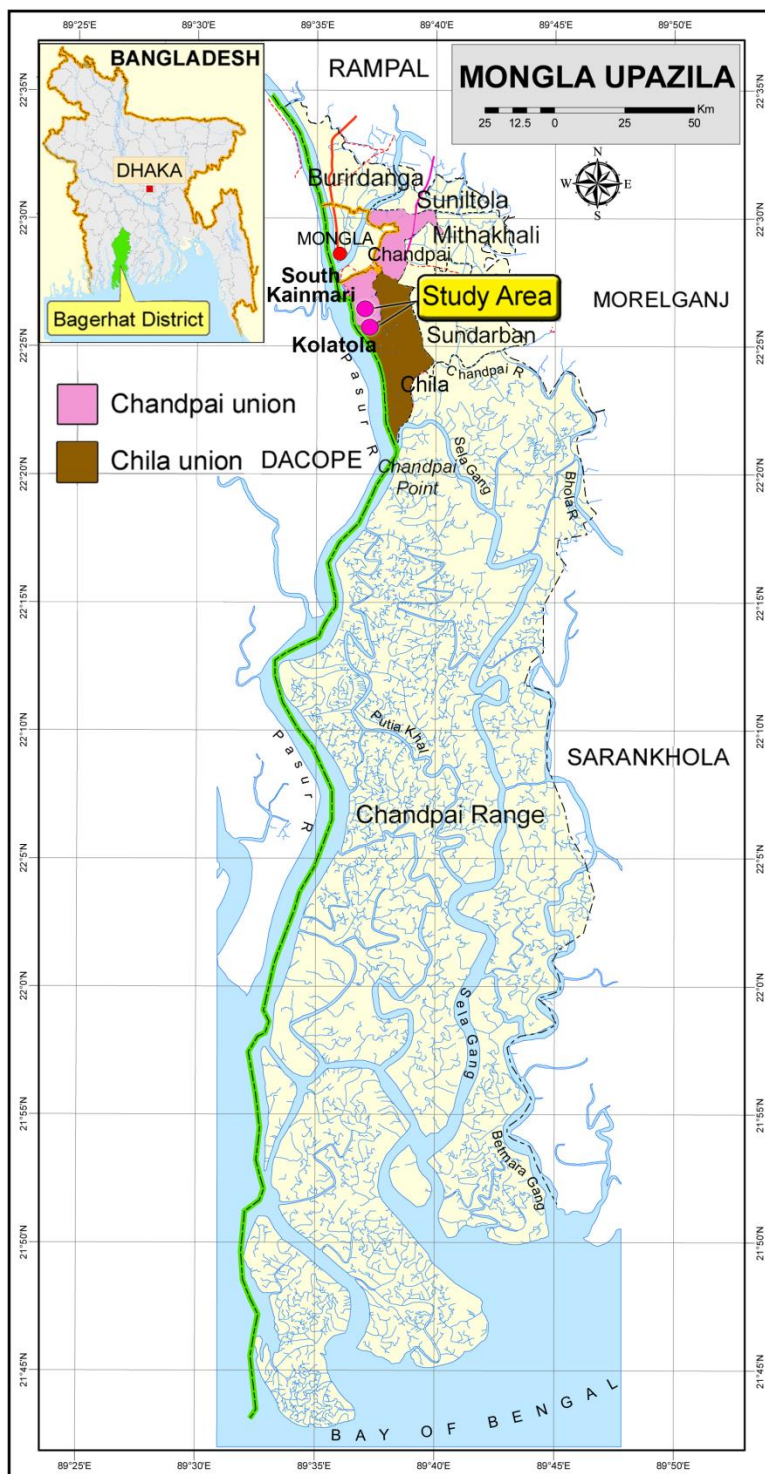 89°25'E 89°30'E 89°35'E 89°40'E 89°45'E 89°50'E
BANGLADESH
DHAKA
Bagerhat District
RAMPAL
MONGLA UPAZILA
25 12.5 0 25 50
Km
N
W E
S
22°35'N 22°35'N
Burirdanga
Suniltola
22°30'N 22°30'N
MONGLA
Mithakhali
Chandpai
South
Kainmari
Study Area
MORELGANJ
Kolatola
Sundarban
22°25'N 22°25'N
Pasur R
Chandpai R
Chila
Chandpai union
Chila union
DACOPE
Chandpai
Point
Sela Gang
Bhola R
22°20'N 22°20'N
22°15'N 22°15'N
22°10'N 22°10'N
Putia Khal
Pasur R
SARANKHOLA
Chandpai Range
22°5'N 22°5'N
22°0'N 22°0'N
Sela Gang
21°55'N 21°55'N
Betmara Gang
21°50'N 21°50'N
21°45'N 21°45'N
BAY OF BENGAL
89°25'E 89°30'E 89°35'E 89°40'E 89°45'E 89°50'E